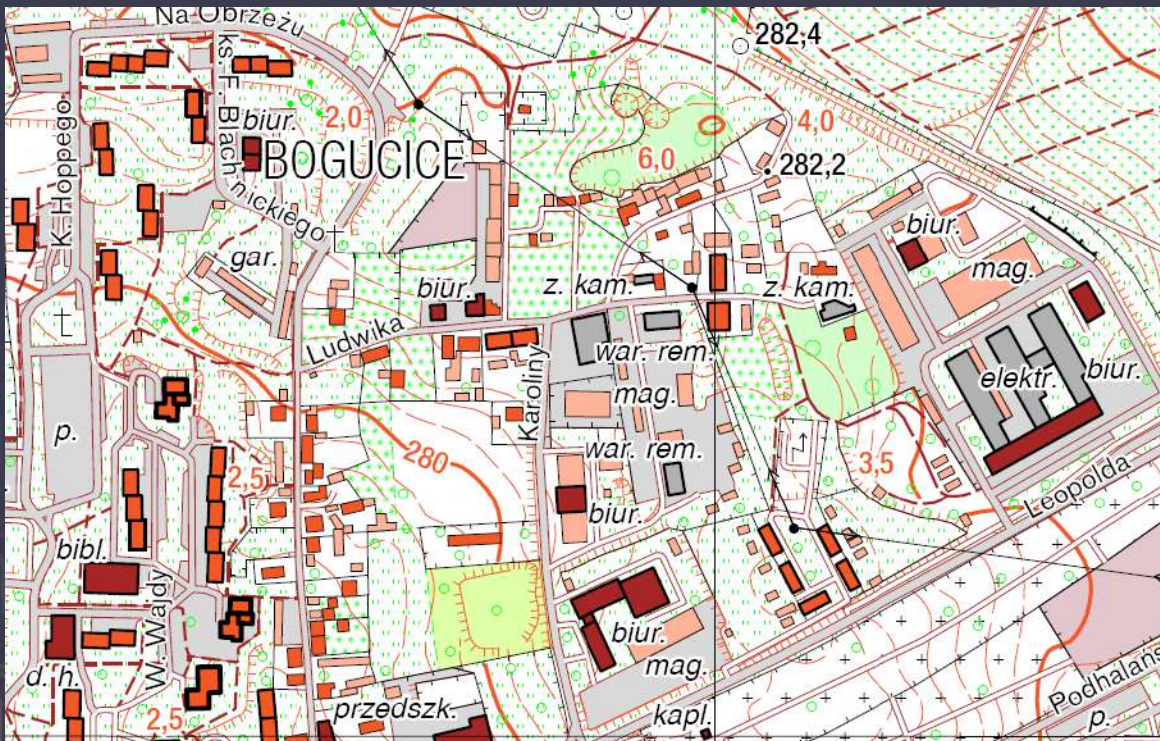 Na Obrzeżu
282,4
K. Hoppego
ks. F. Blachnickiego
biur.
2,0
4,0
BOGUCICE
6,0
282,2
biur.
gar.
mag.
biur.
z. kam.
z. kam.
Ludwika
war. rem.
elektr.
biur.
mag.
Karoliny
p.
280
war. rem.
2,5
3,5
Leopolda
biur.
bibl.
W. Wajdy
biur.
mag.
d. h.
2,5
przedszk.
kapl.
p.